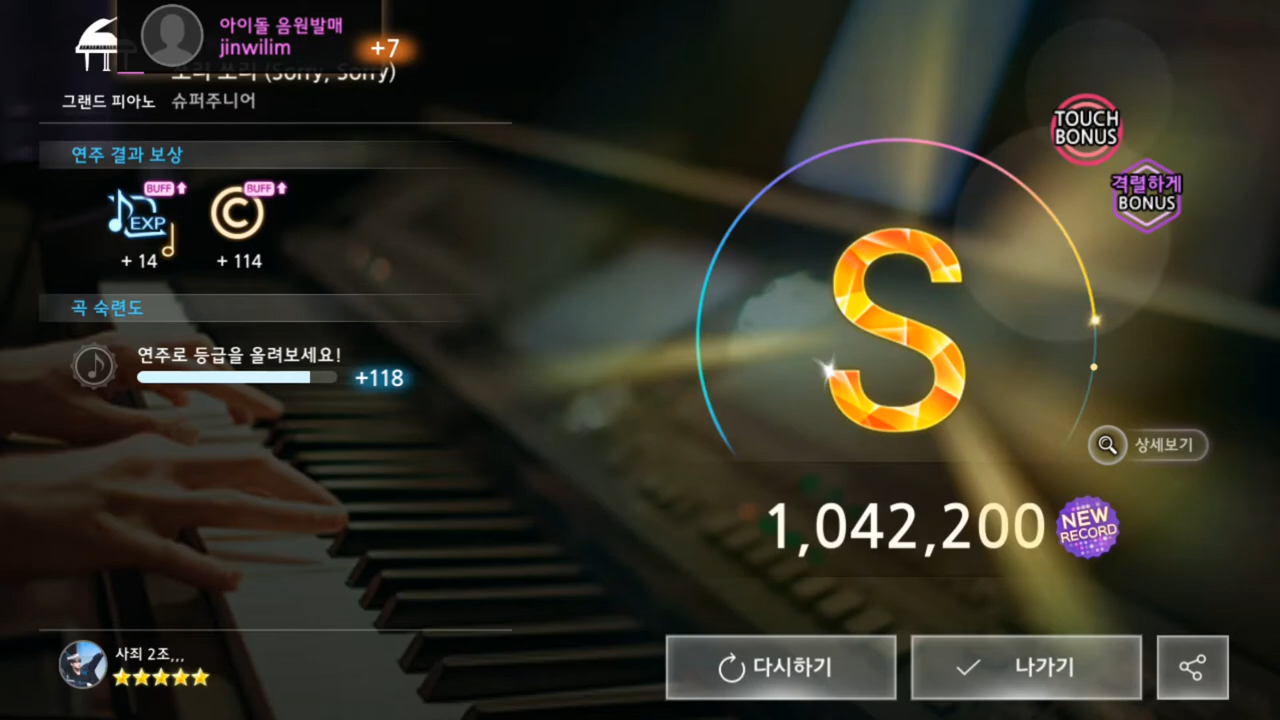 아이돌 음원발매
jinwilim
+7
쏘리 쏘리 (Sorry, Sorry)
그랜드 피아노
슈퍼주니어
연주 결과 보상
BUFF
EXP
+ 14
BUFF
C
+ 114
곡 숙련도
연주로 등급을 올려보세요!
+118
사죄 2조,,,
TOUCH
BONUS
격렬하게
BONUS
S
상세보기
1,042,200
NEW
RECORD
다시하기
나가기